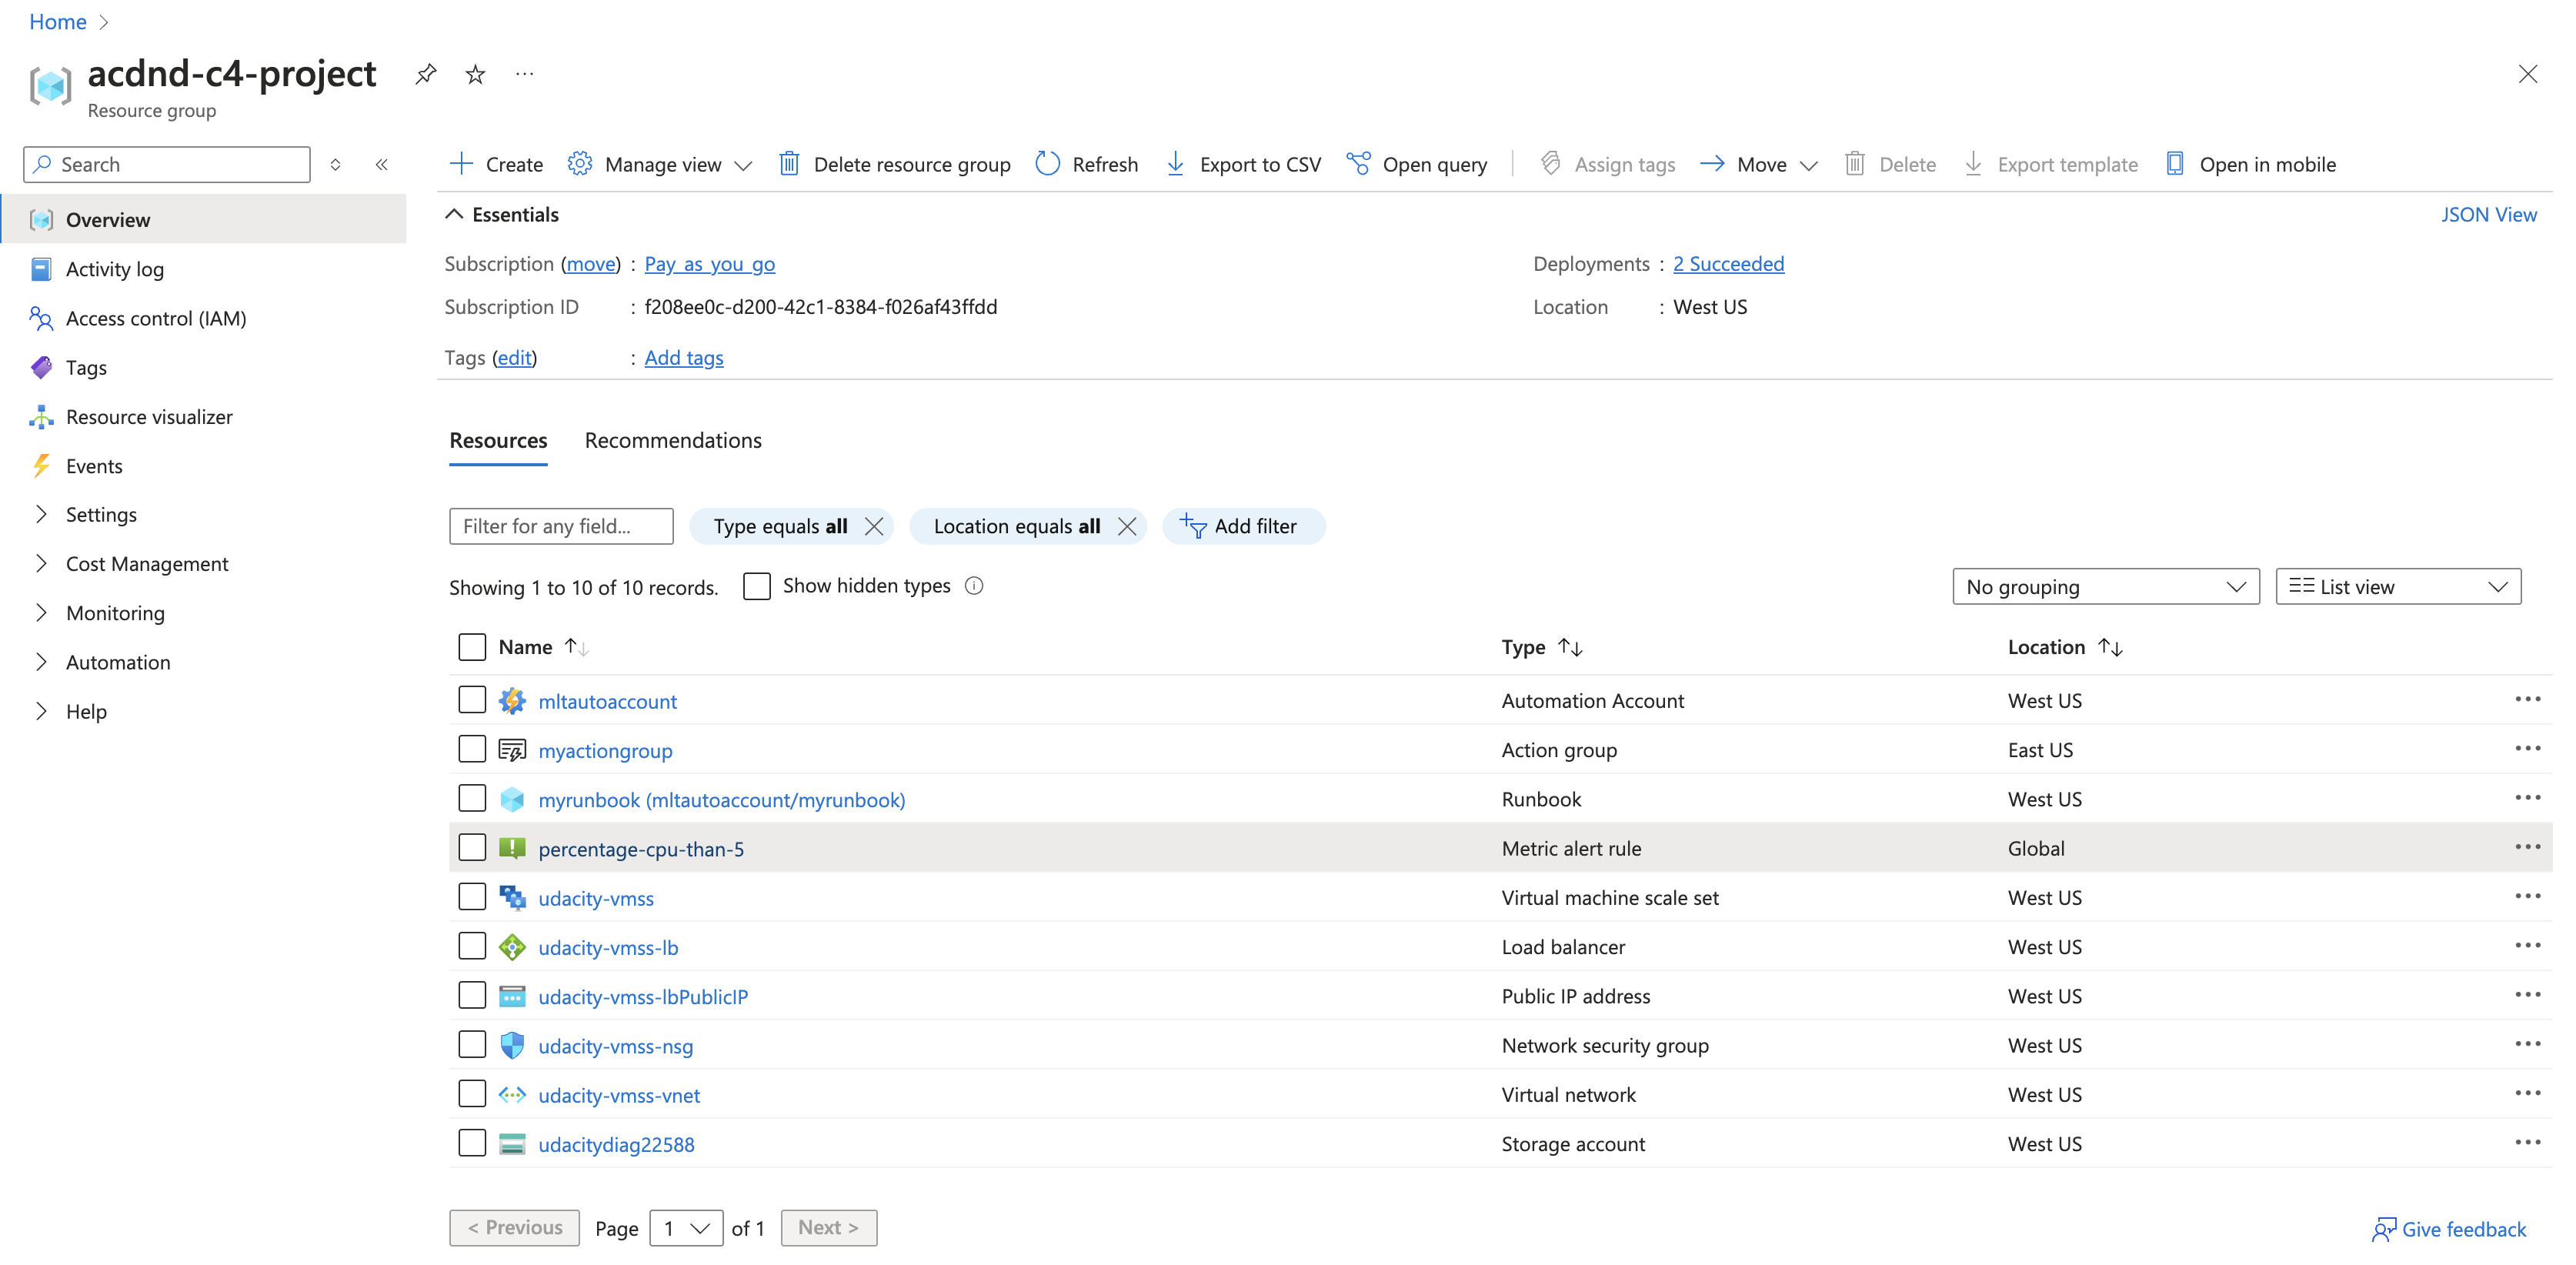 Home
acdnd-c4-project
Resource group
Search
Create Manage view Delete resource group Refresh Export to CSV Open query Assign tags Move Delete Export template Open in mobile
Overview
Activity log
Access control (IAM)
Tags
Resource visualizer
Events
Settings
Cost Management
Monitoring
Automation
Help
Essentials JSON View
Subscription (move) : Pay_as_you_go Deployments : 2 Succeeded
Subscription ID : f208ee0c-d200-42c1-8384-f026af43ffdd Location : West US
Tags (edit) : Add tags
Resources Recommendations
Filter for any field... Type equals all Location equals all Add filter
Showing 1 to 10 of 10 records. Show hidden types No grouping List view
Name Type Location
mltautoaccount Automation Account West US
myactiongroup Action group East US
myrunbook (mltautoaccount/myrunbook) Runbook West US
percentage-cpu-than-5 Metric alert rule Global
udacity-vmss Virtual machine scale set West US
udacity-vmss-lb Load balancer West US
udacity-vmss-lbPublicIP Public IP address West US
udacity-vmss-nsg Network security group West US
udacity-vmss-vnet Virtual network West US
udacitydiag22588 Storage account West US
< Previous Page 1 of 1 Next > Give feedback